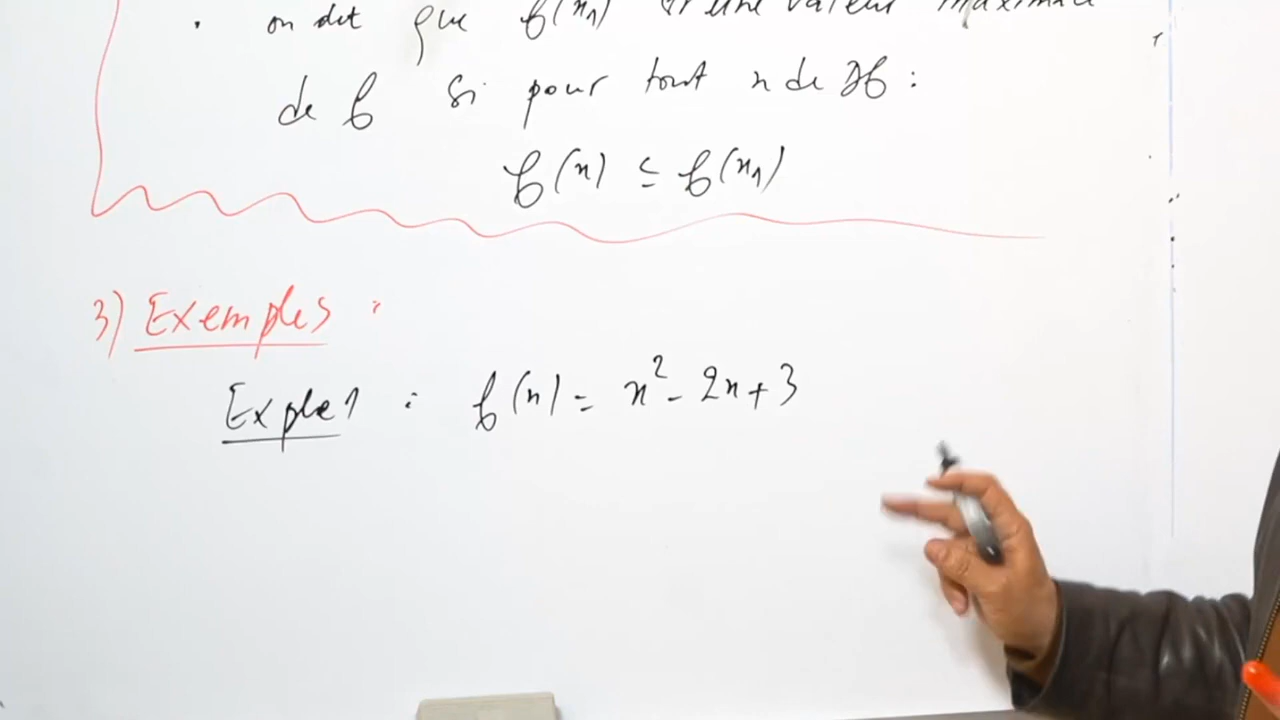 . on dit que f(x₁) est une valeur maximale
de f si pour tout x de Df :
f(x) ≤ f(x₁)
3) Exemples :
Exple 1 : f(x) = x² - 2x + 3